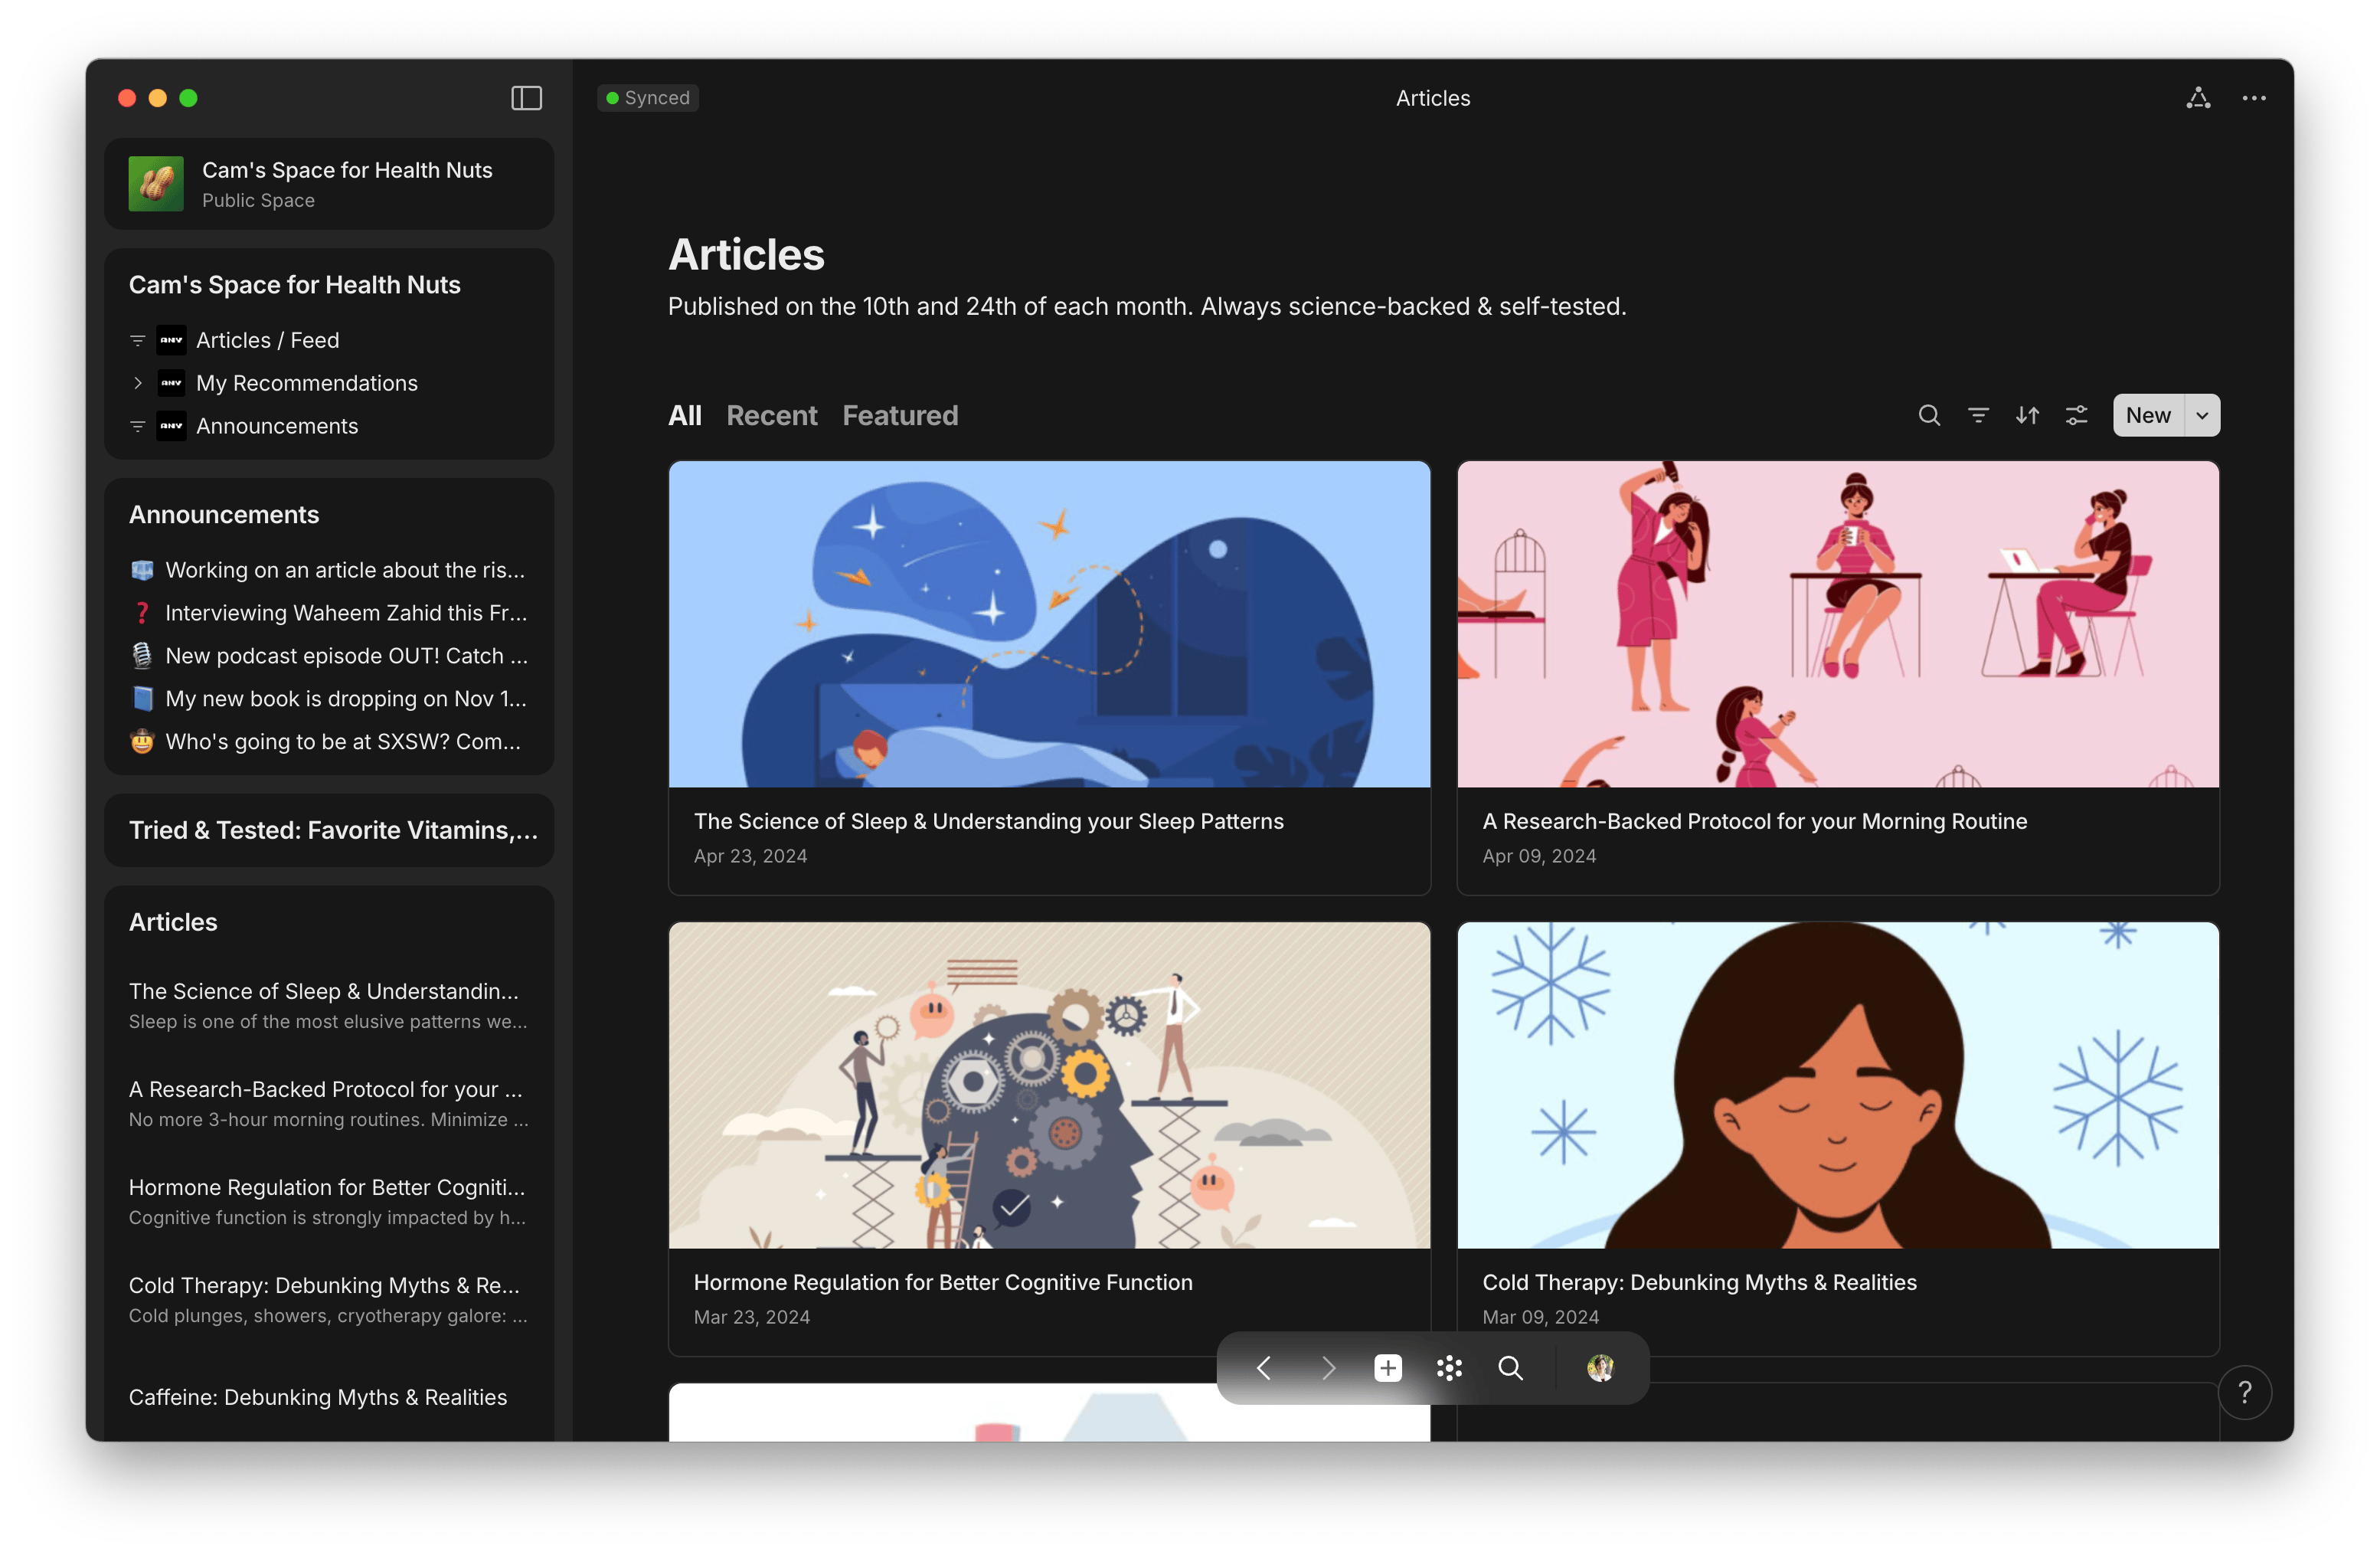 Synced
Articles
Cam's Space for Health Nuts
Public Space
Cam's Space for Health Nuts
ANY Articles / Feed
ANY My Recommendations
ANY Announcements
Announcements
Working on an article about the ris...
Interviewing Waheem Zahid this Fr...
New podcast episode OUT! Catch ...
My new book is dropping on Nov 1...
Who's going to be at SXSW? Com...
Tried & Tested: Favorite Vitamins,...
Articles
The Science of Sleep & Understandin...
Sleep is one of the most elusive patterns we...
A Research-Backed Protocol for your ...
No more 3-hour morning routines. Minimize ...
Hormone Regulation for Better Cogniti...
Cognitive function is strongly impacted by h...
Cold Therapy: Debunking Myths & Re...
Cold plunges, showers, cryotherapy galore: ...
Caffeine: Debunking Myths & Realities
Articles
Published on the 10th and 24th of each month. Always science-backed & self-tested.
All Recent Featured
New
The Science of Sleep & Understanding your Sleep Patterns
Apr 23, 2024
A Research-Backed Protocol for your Morning Routine
Apr 09, 2024
Hormone Regulation for Better Cognitive Function
Mar 23, 2024
Cold Therapy: Debunking Myths & Realities
Mar 09, 2024
?